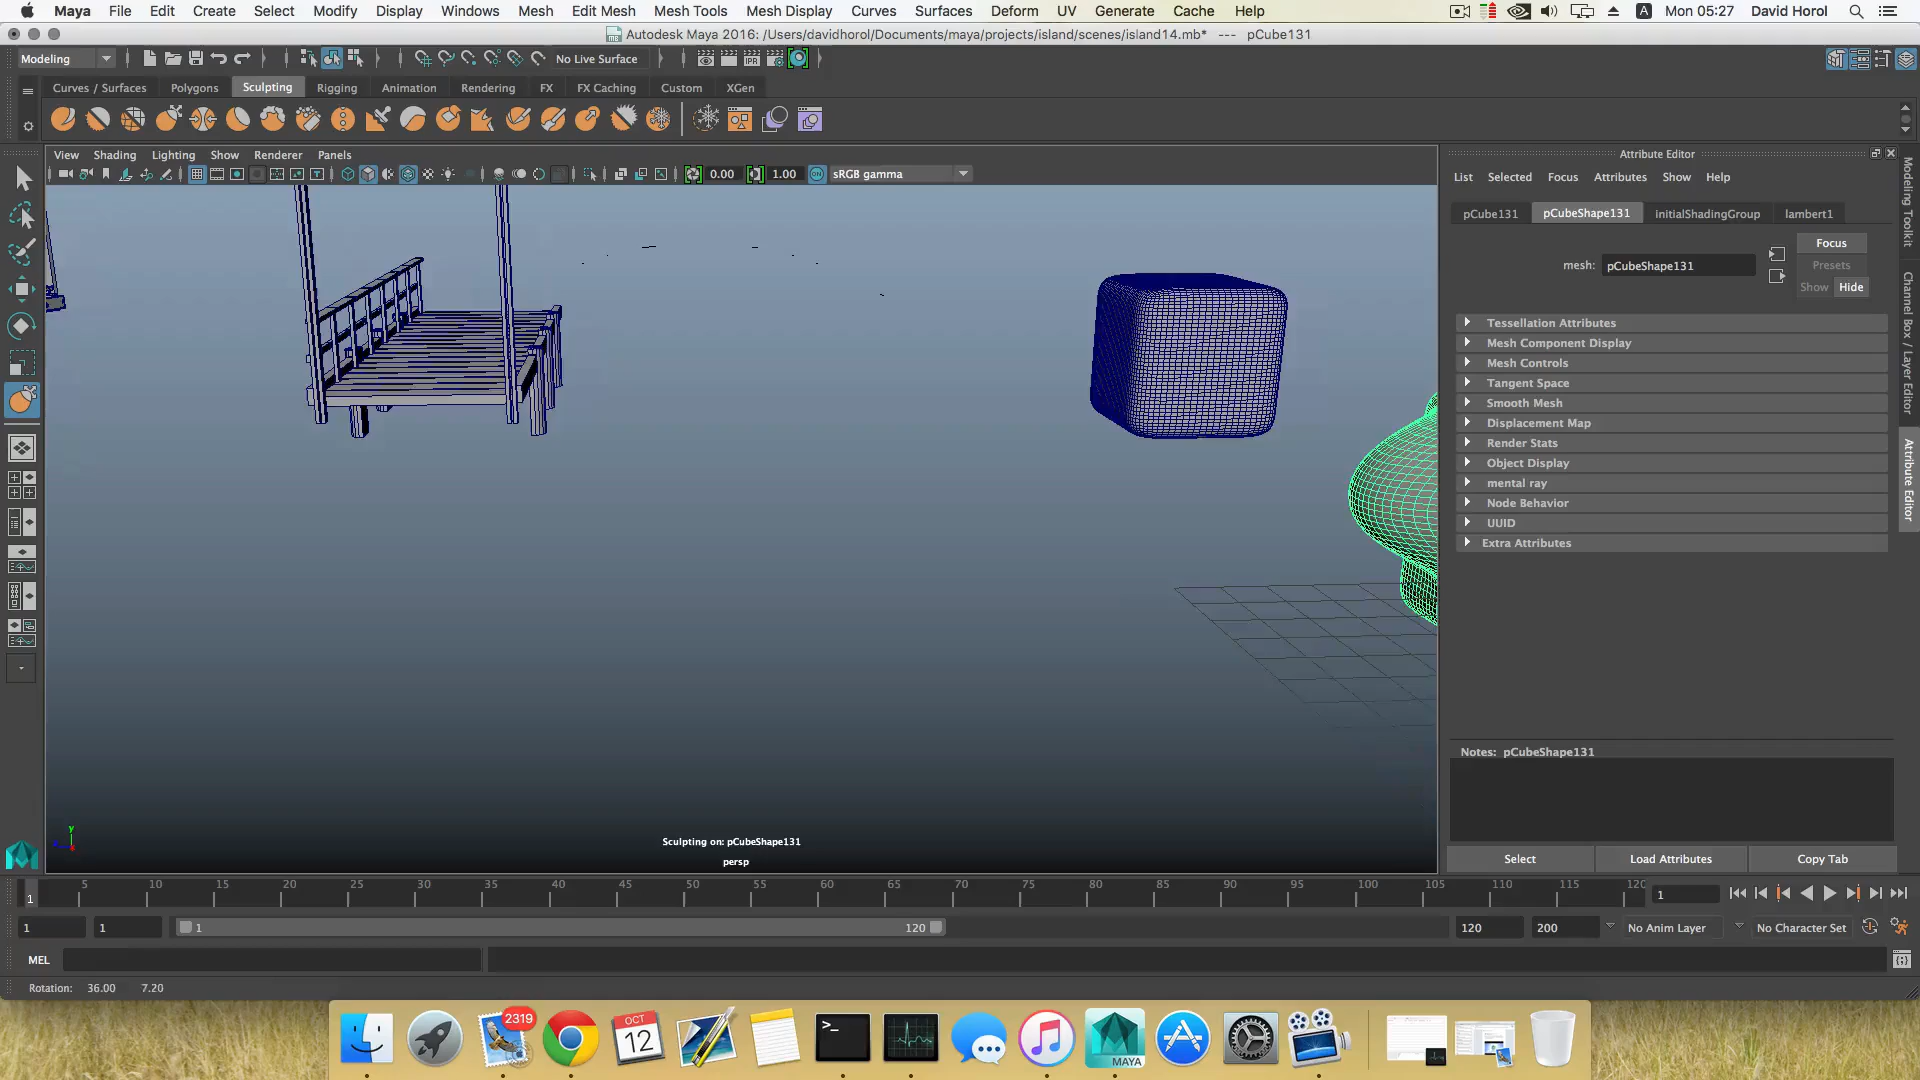 Maya File Edit Create Select Modify Display Windows Mesh Edit Mesh Mesh Tools Mesh Display Curves Surfaces Deform UV Generate Cache Help A Mon 05:27 David Horol
Autodesk Maya 2016: /Users/davidhorol/Documents/maya/projects/island/scenes/island14.mb* --- pCube131
Modeling IPR No Live Surface
Curves / Surfaces Polygons Sculpting Rigging Animation Rendering FX FX Caching Custom XGen
View Shading Lighting Show Renderer Panels
0.00 1.00 ON sRGB gamma
Attribute Editor
List Selected Focus Attributes Show Help
pCube131 pCubeShape131 initialShadingGroup lambert1
Focus
mesh: pCubeShape131 Presets
Show Hide
Tessellation Attributes
Mesh Component Display
Mesh Controls
Tangent Space
Smooth Mesh
Displacement Map
Render Stats
Object Display
mental ray
Node Behavior
UUID
Extra Attributes
Notes: pCubeShape131
Select Load Attributes Copy Tab
Modeling Toolkit
Channel Box / Layer Editor
Attribute Editor
y
Sculpting on: pCubeShape131
persp
1 5 10 15 20 25 30 35 40 45 50 55 60 65 70 75 80 85 90 95 100 105 110 115 120 1
1 1 1 120 120 200 No Anim Layer No Character Set
MEL
Rotation: 36.00 7.20
2319
OCT
12
>_
MAYA